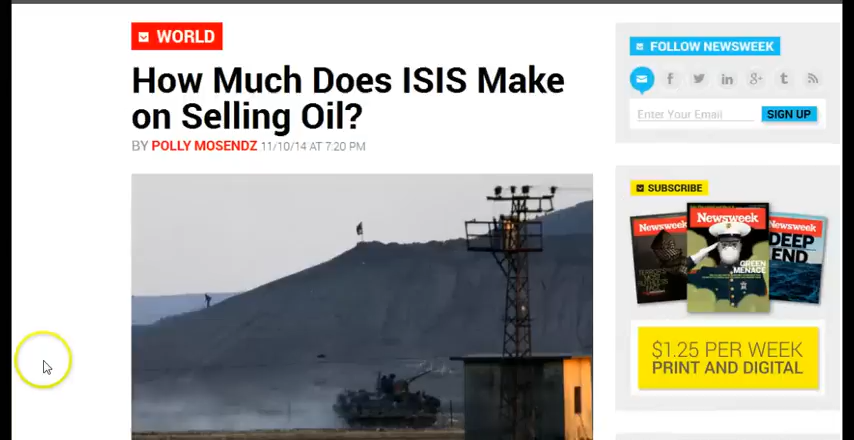 WORLD
How Much Does ISIS Make
on Selling Oil?
BY POLLY MOSENDZ 11/10/14 AT 7:20 PM
FOLLOW NEWSWEEK
Enter Your Email
SIGN UP
SUBSCRIBE
Newsweek
Newsweek
Newsweek
DEEP
END
GREEN
MENACE
$1.25 PER WEEK
PRINT AND DIGITAL